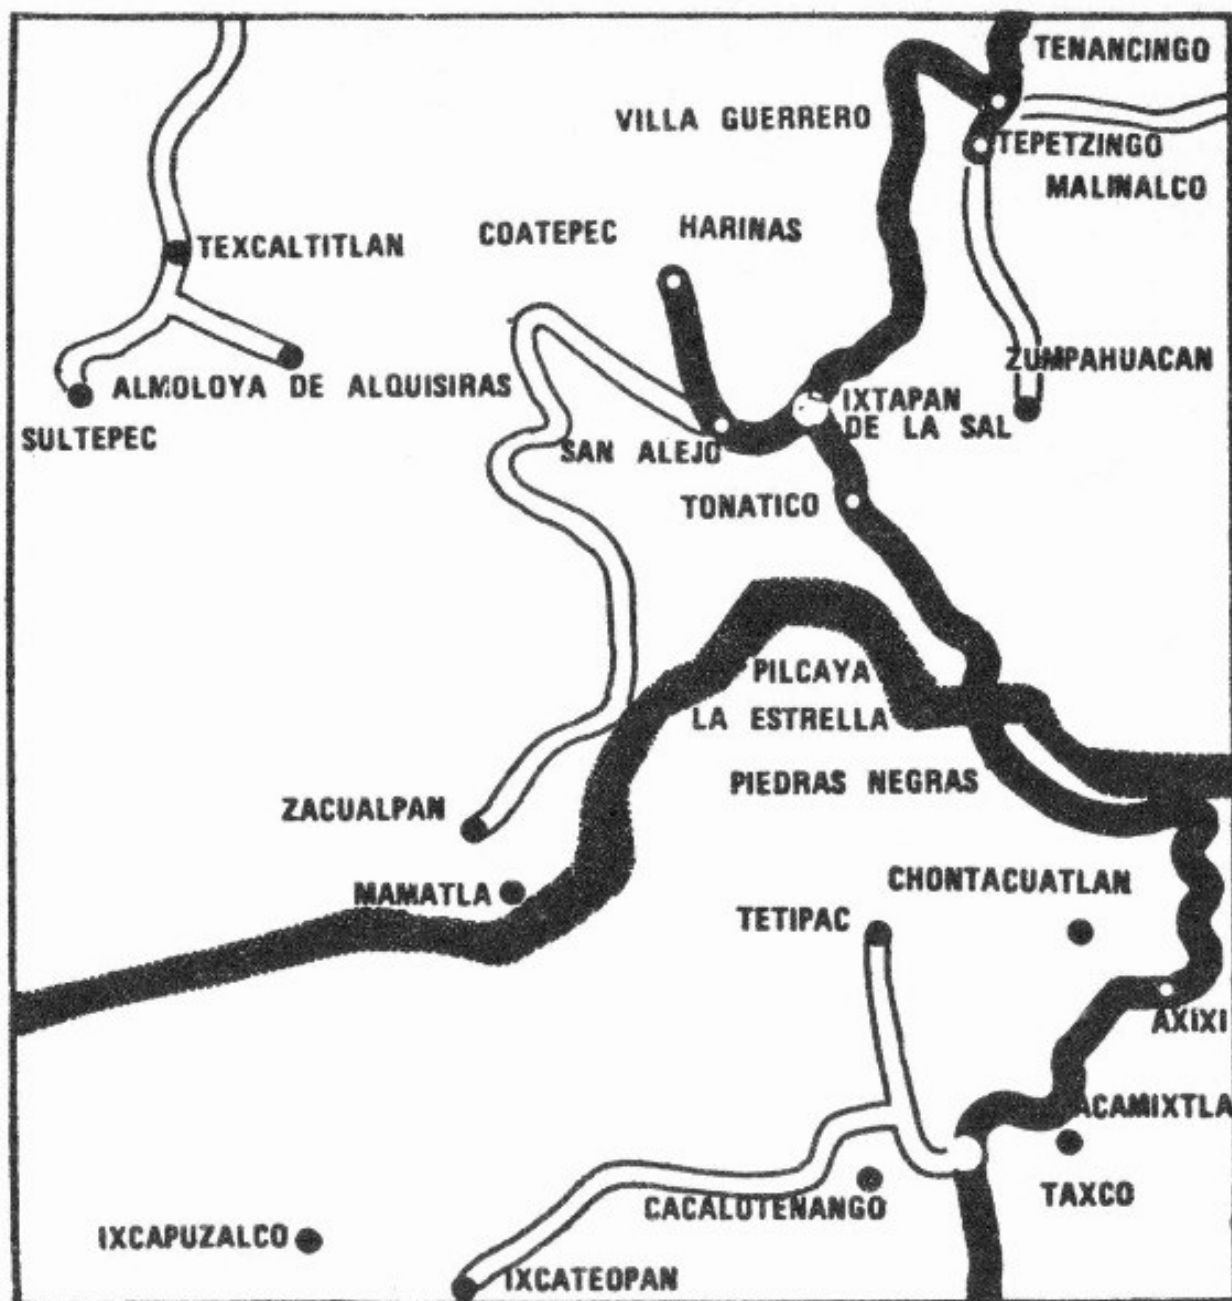 TENANCINGO
VILLA GUERRERO
TEPETZINGO
MALINALCO
COATEPEC HARINAS
TEXCALTITLAN
ZUMPAHUACAN
ALMOLOYA DE ALQUISIRAS
IXTAPAN
DE LA SAL
SULTEPEC
SAN ALEJO
TONATICO
PILCAYA
LA ESTRELLA
PIEDRAS NEGRAS
ZACUALPAN
MAMATLA
CHONTACUATLAN
TETIPAC
AXIXI
ACAMIXTLA
TAXCO
CACALOTENANGO
IXCAPUZALCO
IXCATEOPAN